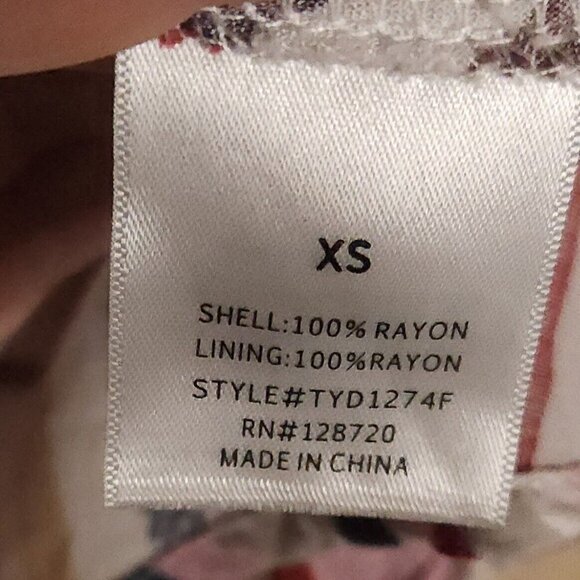 XS
SHELL:100% RAYON
LINING:100%RAYON
STYLE#TYD1274F
RN#128720
MADE IN CHINA